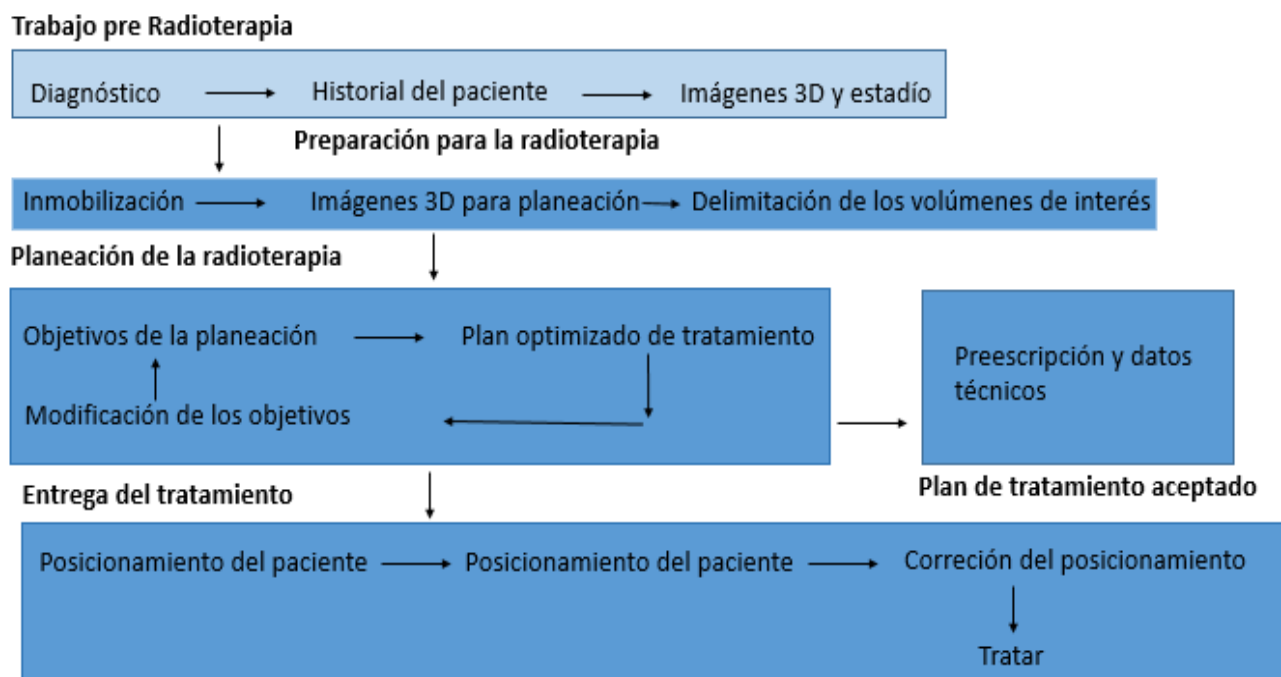 Trabajo pre Radioterapia
Diagnóstico Historial del paciente Imágenes 3D y estadío
Preparación para la radioterapia
Inmobilización Imágenes 3D para planeación Delimitación de los volúmenes de interés
Planeación de la radioterapia
Objetivos de la planeación Plan optimizado de tratamiento
Modificación de los objetivos
Preescripción y datos
técnicos
Plan de tratamiento aceptado
Entrega del tratamiento
Posicionamiento del paciente Posicionamiento del paciente Correción del posicionamiento
Tratar